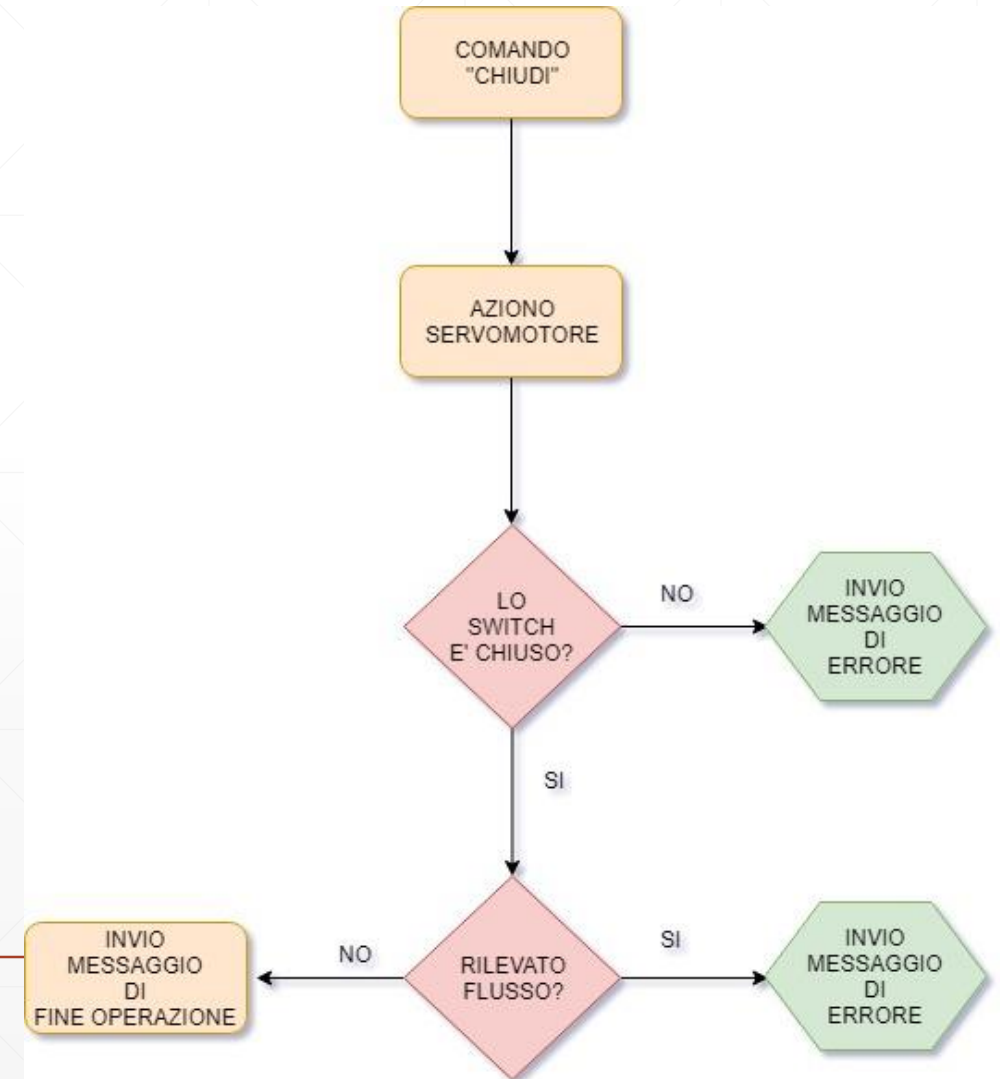 COMANDO
"CHIUDI"
AZIONO
SERVOMOTORE
LO
SWITCH
E' CHIUSO?
NO
INVIO
MESSAGGIO
DI
ERRORE
SI
RILEVATO
FLUSSO?
NO
INVIO
MESSAGGIO
DI
FINE OPERAZIONE
SI
INVIO
MESSAGGIO
DI
ERRORE